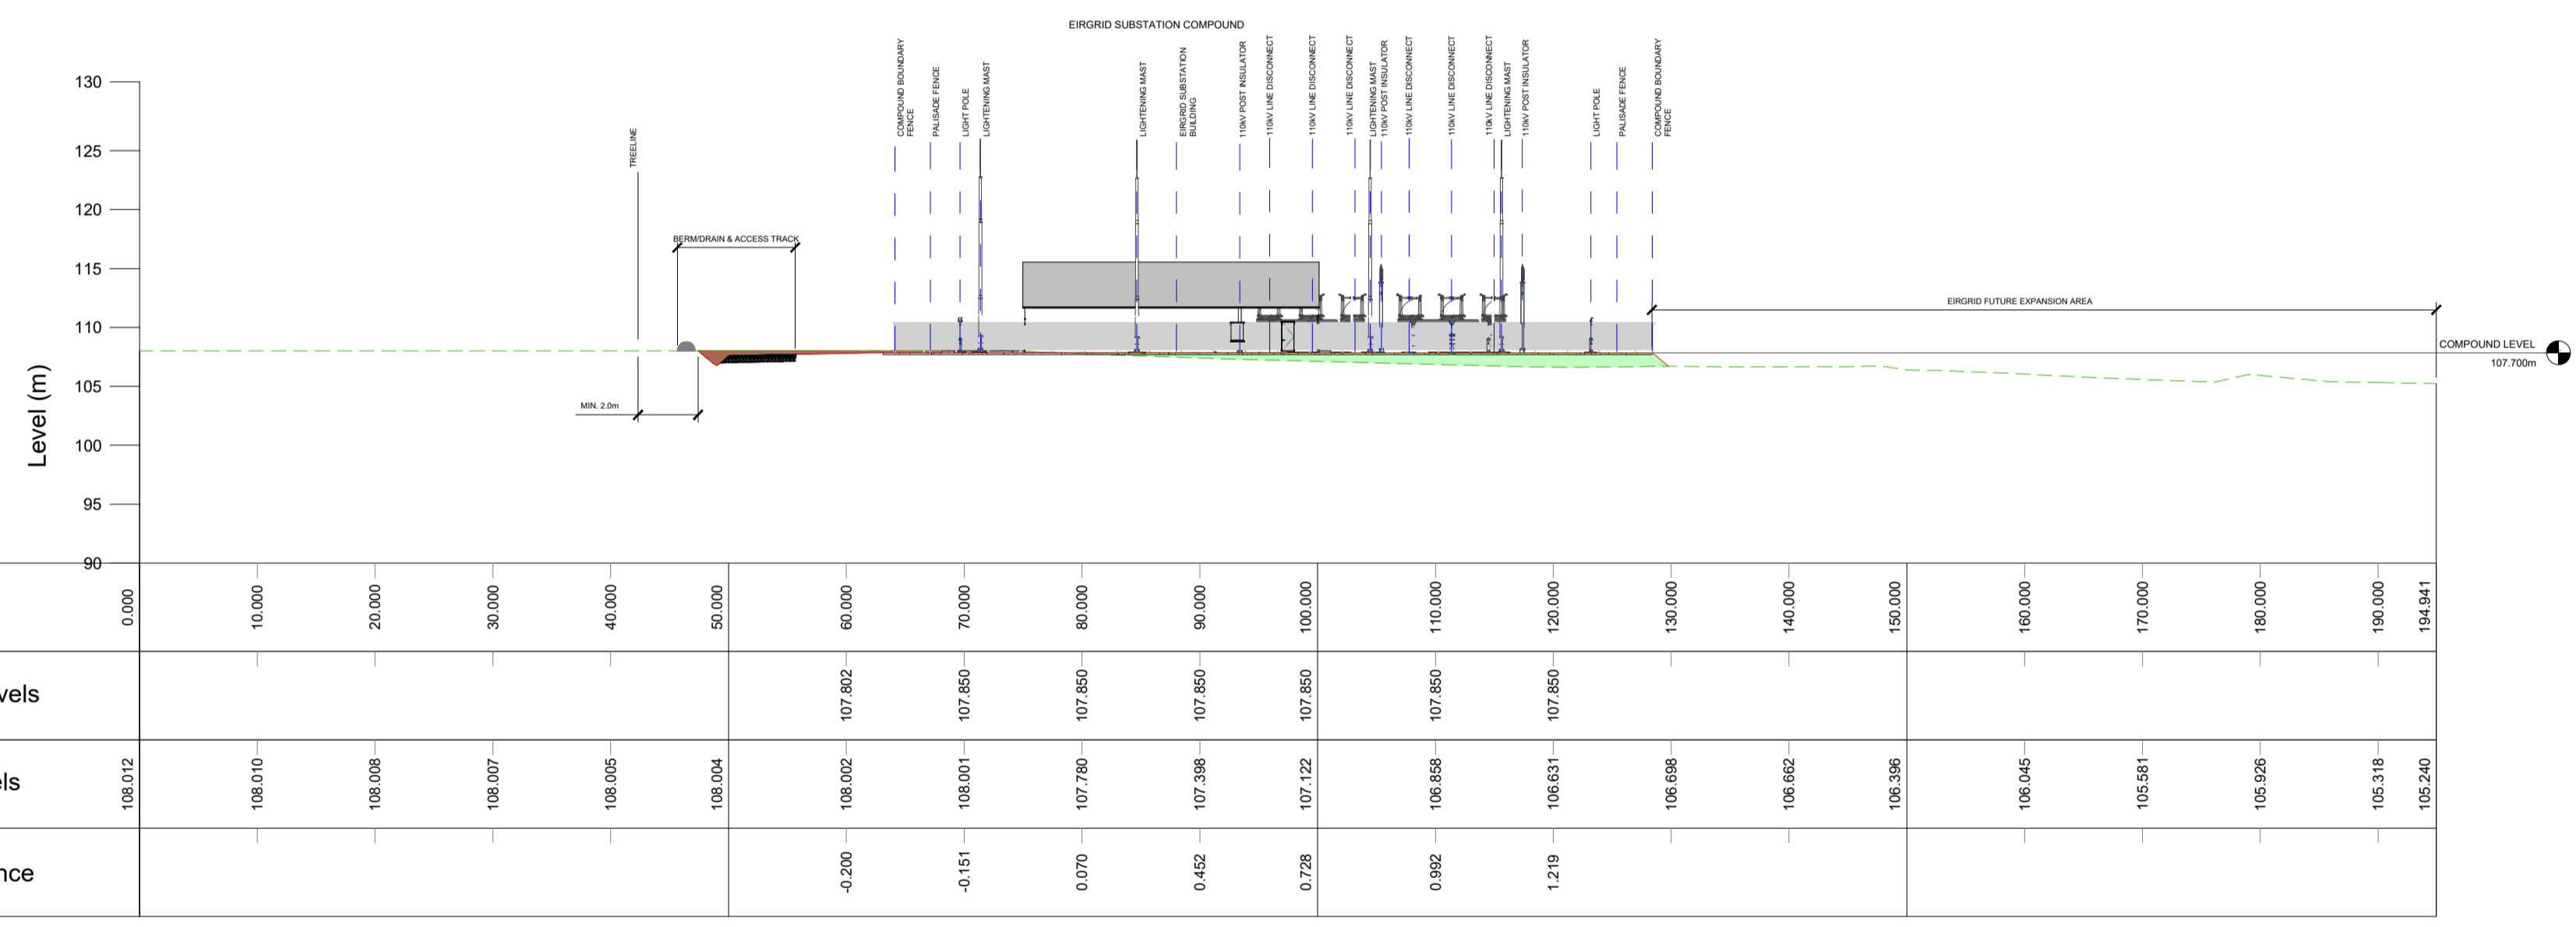 EIRGRID SUBSTATION COMPOUND
TREELINE
COMPOUND BOUNDARY
FENCE
PALISADE FENCE
LIGHT POLE
LIGHTENING MAST
LIGHTENING MAST
EIRGRID SUBSTATION
BUILDING
110kV POST INSULATOR
110kV LINE DISCONNECT
110kV LINE DISCONNECT
110kV LINE DISCONNECT
LIGHTENING MAST
110kV POST INSULATOR
110kV LINE DISCONNECT
110kV LINE DISCONNECT
110kV LINE DISCONNECT
LIGHTENING MAST
110kV POST INSULATOR
LIGHT POLE
PALISADE FENCE
COMPOUND BOUNDARY
FENCE
130
125
120
115
110
105
100
95
90
Level (m)
BERM/DRAIN & ACCESS TRACK
MIN. 2.0m
EIRGRID FUTURE EXPANSION AREA
COMPOUND LEVEL
107.700m
0.000 10.000 20.000 30.000 40.000 50.000 60.000 70.000 80.000 90.000 100.000 110.000 120.000 130.000 140.000 150.000 160.000 170.000 180.000 190.000 194.941
vels 107.802 107.850 107.850 107.850 107.850 107.850 107.850
els 108.012 108.010 108.008 108.007 108.005 108.004 108.002 108.001 107.780 107.398 107.122 106.858 106.631 106.698 106.662 106.396 106.045 105.581 105.926 105.318 105.240
nce -0.200 -0.151 0.070 0.452 0.728 0.992 1.219